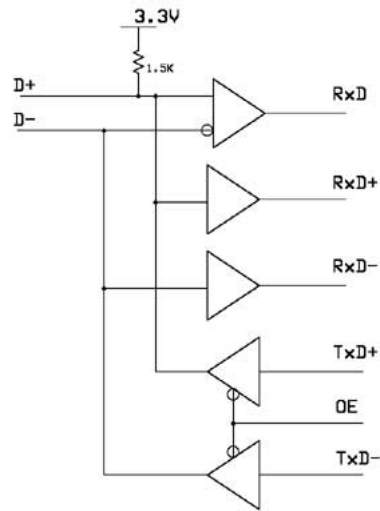 3.3V
1.5K
D+
RxD
D-
RxD+
RxD-
TxD+
OE
TxD-